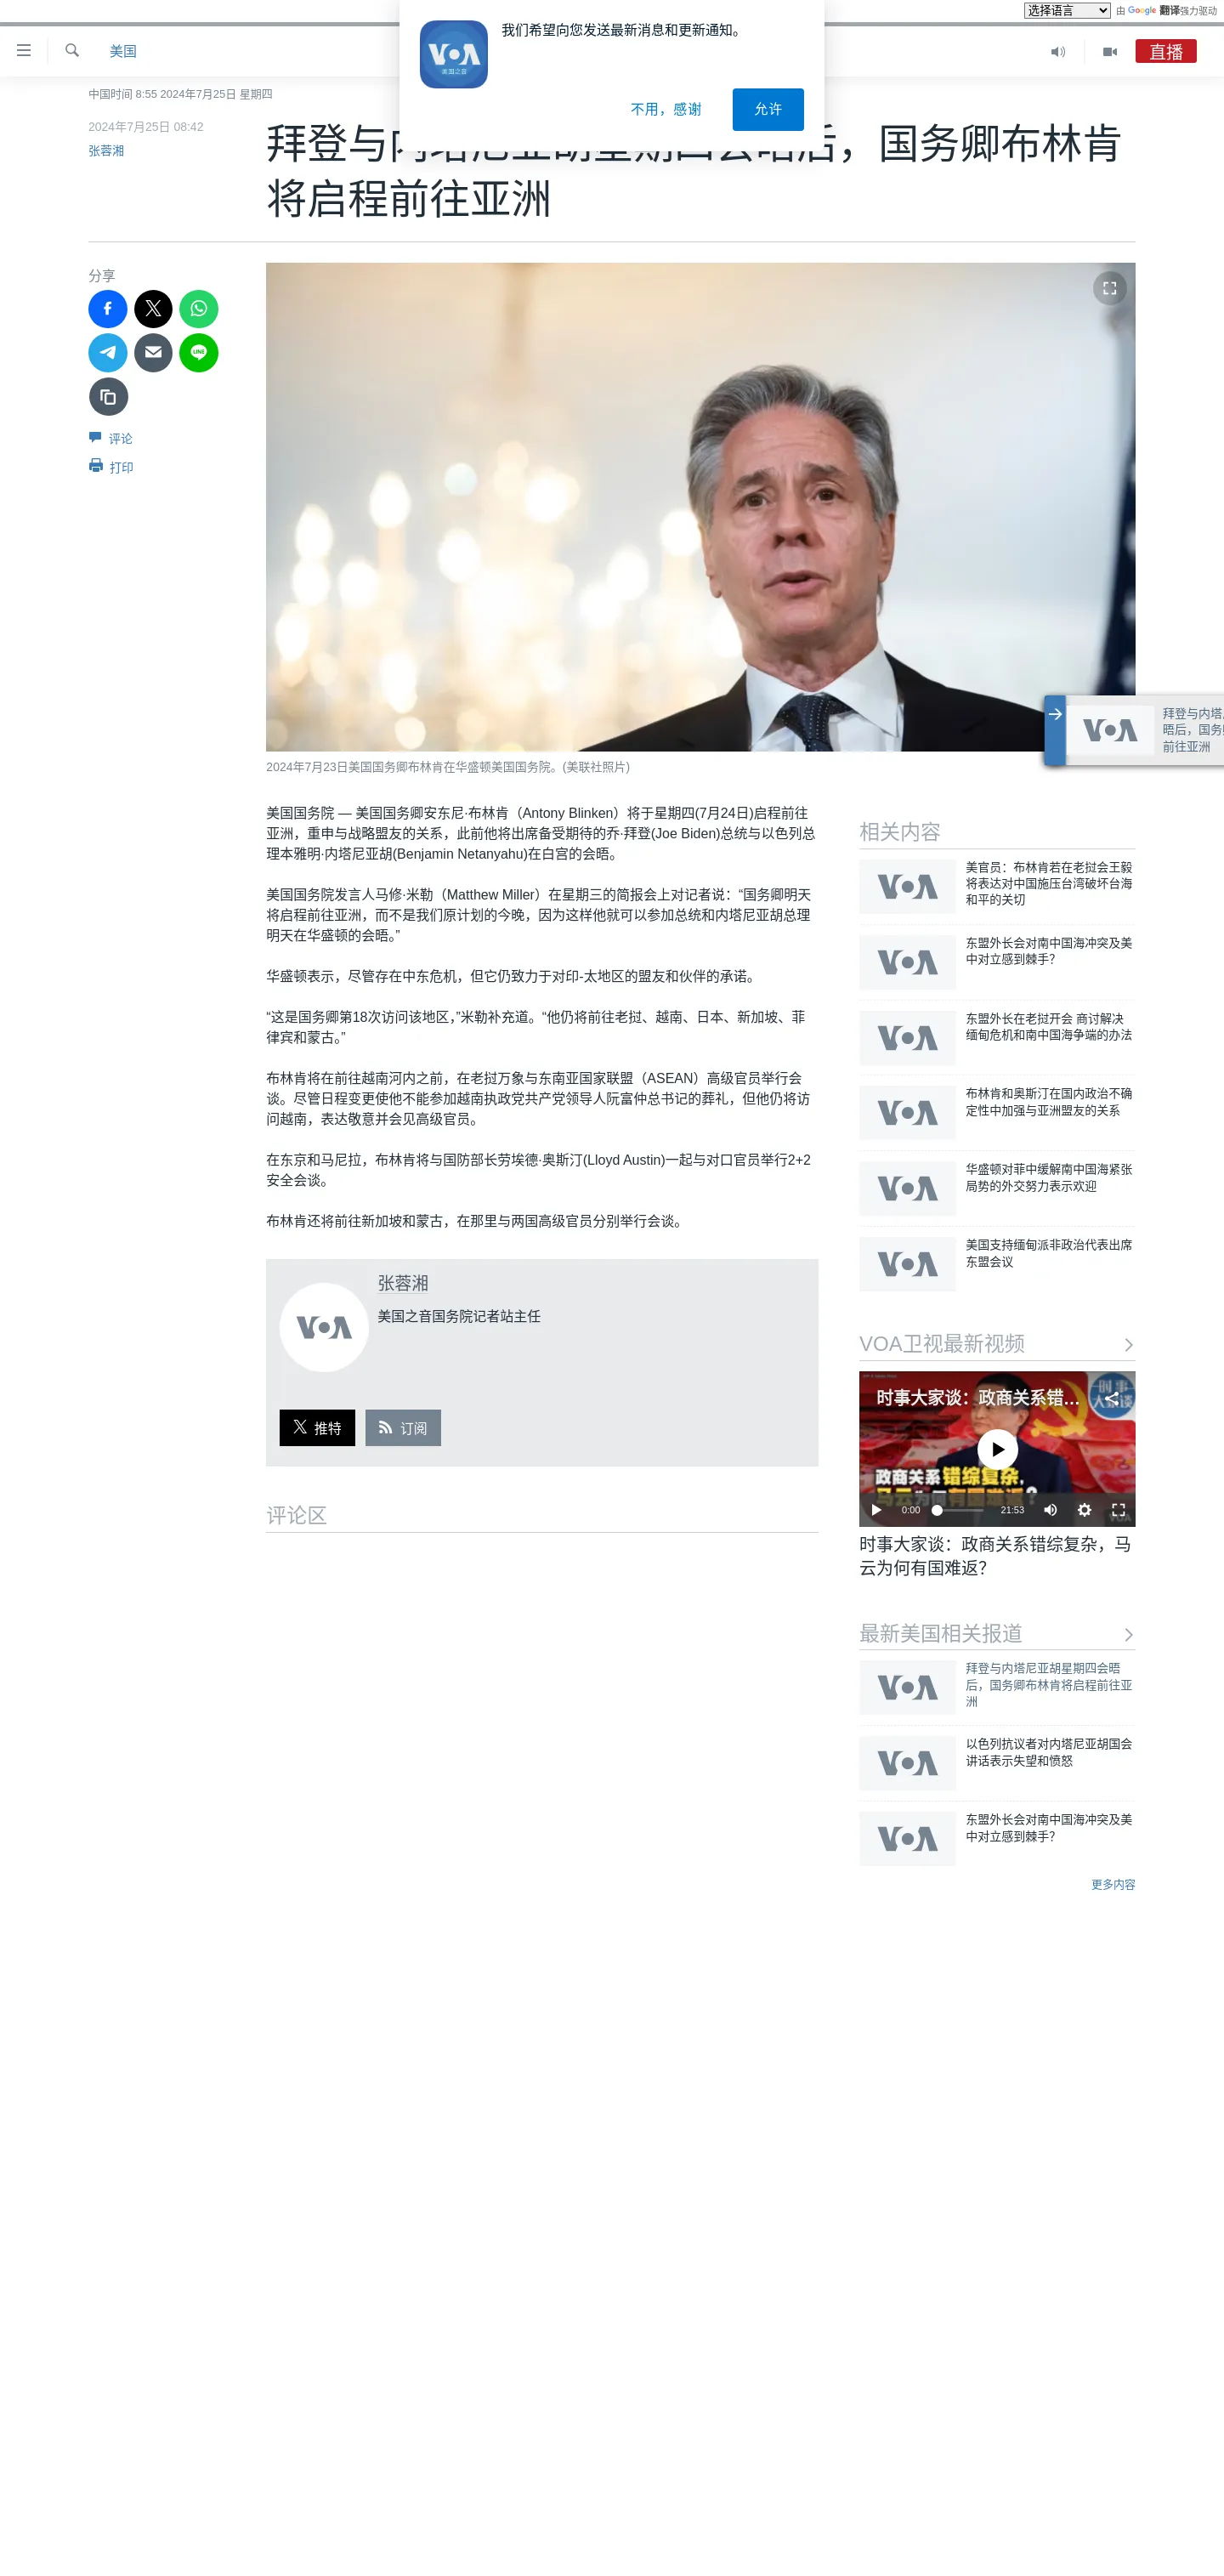 选择语言
由 Google 翻译强力驱动
我们希望向您发送最新消息和更新通知。
VOA
美国之音
不用，感谢
允许
美国
直播
中国时间 8:55 2024年7月25日 星期四
2024年7月25日 08:42
张蓉湘
拜登与内塔尼亚胡星期四会晤后，国务卿布林肯
将启程前往亚洲
分享
LINE
评论
打印
2024年7月23日美国国务卿布林肯在华盛顿美国国务院。(美联社照片)
VOA
拜登与内塔
晤后，国务
前往亚洲
美国国务院 — 美国国务卿安东尼·布林肯（Antony Blinken）将于星期四(7月24日)启程前往
亚洲，重申与战略盟友的关系，此前他将出席备受期待的乔·拜登(Joe Biden)总统与以色列总
理本雅明·内塔尼亚胡(Benjamin Netanyahu)在白宫的会晤。
美国国务院发言人马修·米勒（Matthew Miller）在星期三的简报会上对记者说：“国务卿明天
将启程前往亚洲，而不是我们原计划的今晚，因为这样他就可以参加总统和内塔尼亚胡总理
明天在华盛顿的会晤。”
华盛顿表示，尽管存在中东危机，但它仍致力于对印-太地区的盟友和伙伴的承诺。
“这是国务卿第18次访问该地区，”米勒补充道。“他仍将前往老挝、越南、日本、新加坡、菲
律宾和蒙古。”
布林肯将在前往越南河内之前，在老挝万象与东南亚国家联盟（ASEAN）高级官员举行会
谈。尽管日程变更使他不能参加越南执政党共产党领导人阮富仲总书记的葬礼，但他仍将访
问越南，表达敬意并会见高级官员。
在东京和马尼拉，布林肯将与国防部长劳埃德·奥斯汀(Lloyd Austin)一起与对口官员举行2+2
安全会谈。
布林肯还将前往新加坡和蒙古，在那里与两国高级官员分别举行会谈。
VOA
张蓉湘
美国之音国务院记者站主任
推特
订阅
评论区
相关内容
VOA
美官员：布林肯若在老挝会王毅
将表达对中国施压台湾破坏台海
和平的关切
VOA
东盟外长会对南中国海冲突及美
中对立感到棘手？
VOA
东盟外长在老挝开会 商讨解决
缅甸危机和南中国海争端的办法
VOA
布林肯和奥斯汀在国内政治不确
定性中加强与亚洲盟友的关系
VOA
华盛顿对菲中缓解南中国海紧张
局势的外交努力表示欢迎
VOA
美国支持缅甸派非政治代表出席
东盟会议
VOA卫视最新视频
时事大家谈：政商关系错…
时事
大家谈
政商关系错综复杂，
马云为何有国难返？
0:00
21:53
VOA
时事大家谈：政商关系错综复杂，马
云为何有国难返？
最新美国相关报道
VOA
拜登与内塔尼亚胡星期四会晤
后，国务卿布林肯将启程前往亚
洲
VOA
以色列抗议者对内塔尼亚胡国会
讲话表示失望和愤怒
VOA
东盟外长会对南中国海冲突及美
中对立感到棘手？
更多内容